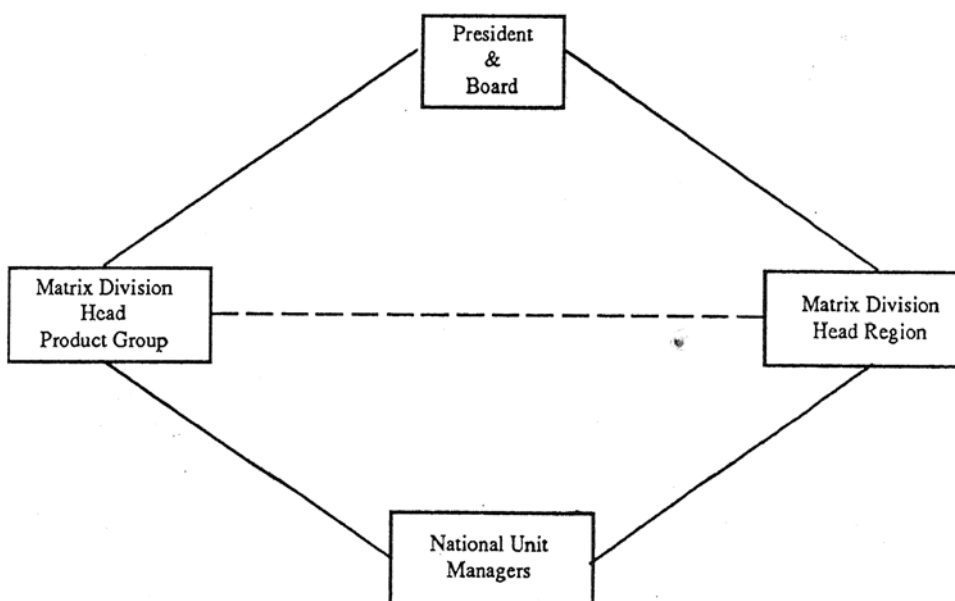 President
&
Board
Matrix Division
Head
Product Group
Matrix Division
Head Region
National Unit
Managers